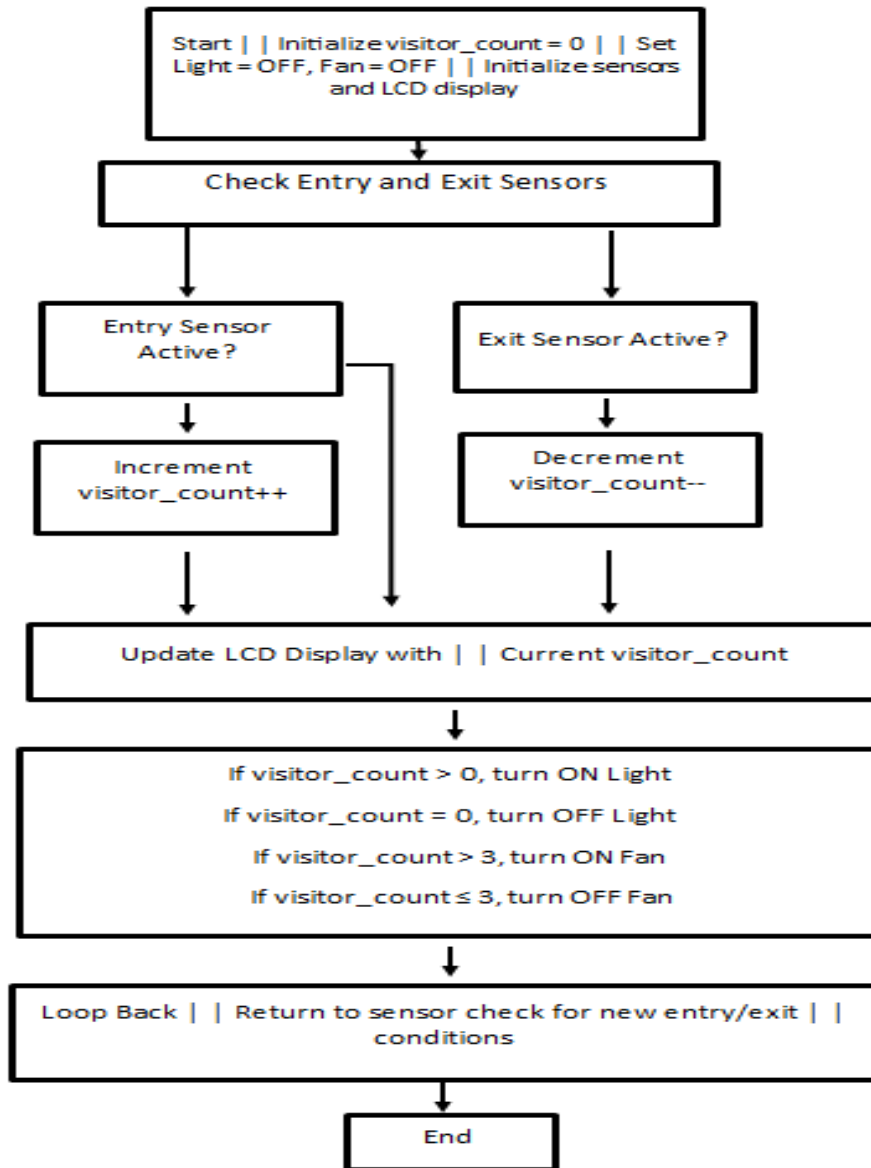 Start | | Initialize visitor_count = 0 | | Set
Light = OFF, Fan = OFF | | Initialize sensors
and LCD display
Check Entry and Exit Sensors
Entry Sensor
Active?
Exit Sensor Active?
Increment
visitor_count++
Decrement
visitor_count--
Update LCD Display with | | Current visitor_count
If visitor_count > 0, turn ON Light
If visitor_count = 0, turn OFF Light
If visitor_count > 3, turn ON Fan
If visitor_count ≤ 3, turn OFF Fan
Loop Back | | Return to sensor check for new entry/exit | |
conditions
End